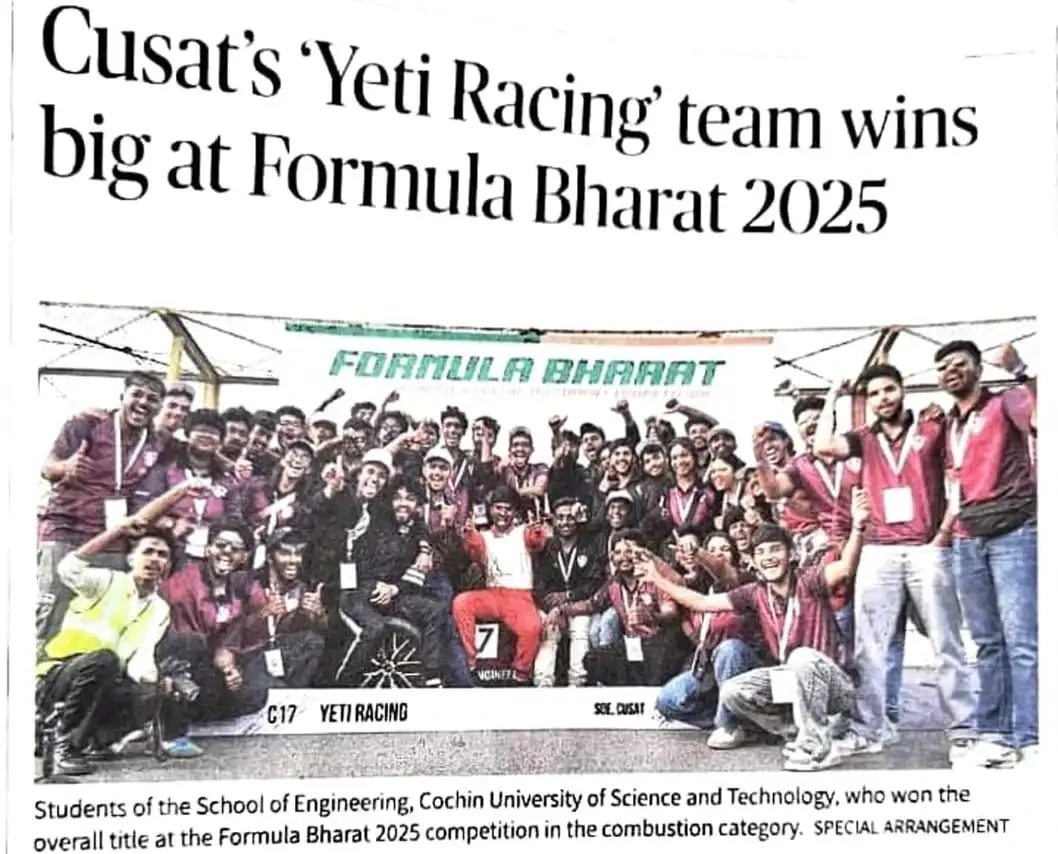 Cusat's 'Yeti Racing' team wins
big at Formula Bharat 2025
FORMULA BHARAT
7
C17 YETI RACING
SOE, CUSAT
Students of the School of Engineering, Cochin University of Science and Technology, who won the
overall title at the Formula Bharat 2025 competition in the combustion category. SPECIAL ARRANGEMENT